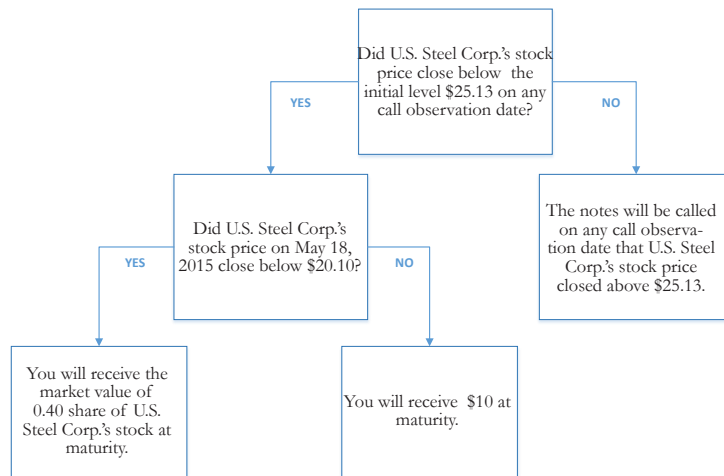 Did U.S. Steel Corp.'s stock
price close below the
initial level $25.13 on any
call observation date?
YES
NO
Did U.S. Steel Corp.'s
stock price on May 18,
2015 close below $20.10?
The notes will be called
on any call observa-
tion date that U.S. Steel
Corp.'s stock price
closed above $25.13.
YES
NO
You will receive the
market value of
0.40 share of U.S.
Steel Corp.'s stock at
maturity.
You will receive $10 at
maturity.